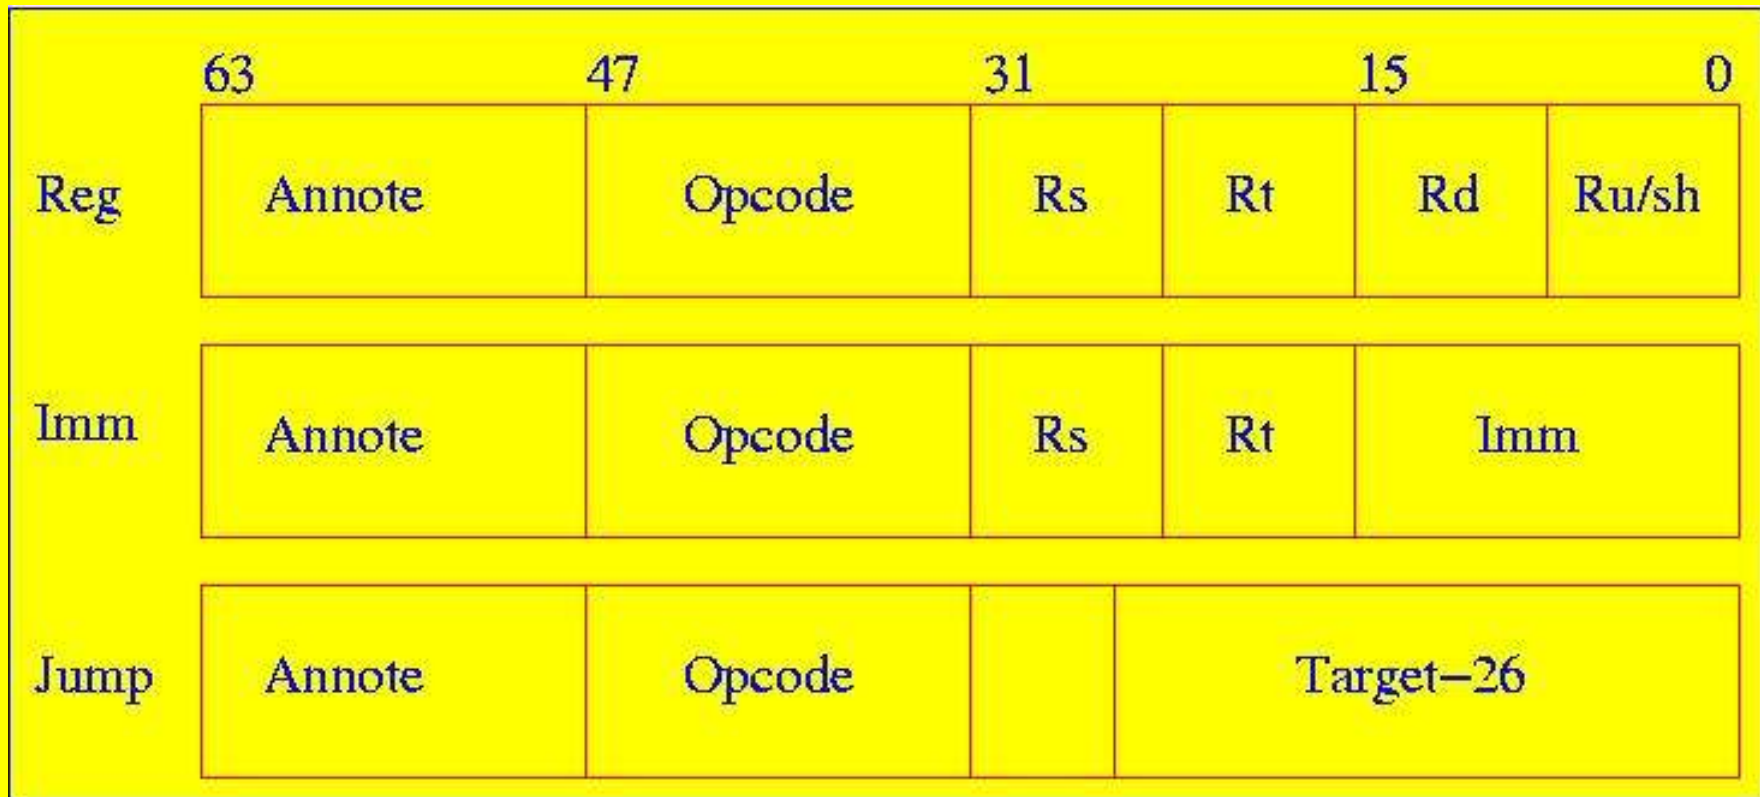 63 47 31 15 0
Reg Annote Opcode Rs Rt Rd Ru/sh
Imm Annote Opcode Rs Rt Imm
Jump Annote Opcode Target−26